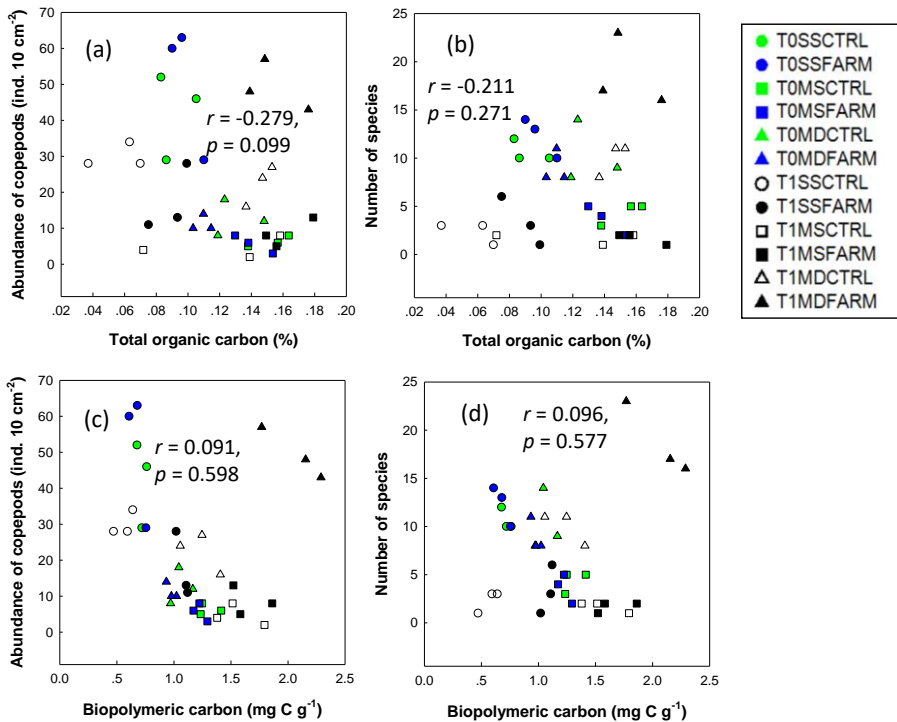 (a)
r = -0.279,
p = 0.099
Abundance of copepods (ind. 10 cm-2)
70
60
50
40
30
20
10
0
.02 .04 .06 .08 .10 .12 .14 .16 .18 .20
Total organic carbon (%)
(b)
r = -0.211
p = 0.271
Number of species
25
20
15
10
5
0
.02 .04 .06 .08 .10 .12 .14 .16 .18 .20
Total organic carbon (%)
T0SSCTRL
T0SSFARM
T0MSCTRL
T0MSFARM
T0MDCTRL
T0MDFARM
T1SSCTRL
T1SSFARM
T1MSCTRL
T1MSFARM
T1MDCTRL
T1MDFARM
(c)
r = 0.091,
p = 0.598
Abundance of copepods (ind. 10 cm-2)
70
60
50
40
30
20
10
0
0.0 .5 1.0 1.5 2.0 2.5
Biopolymeric carbon (mg C g-1)
(d)
r = 0.096,
p = 0.577
Number of species
25
20
15
10
5
0
0.0 .5 1.0 1.5 2.0 2.5
Biopolymeric carbon (mg C g-1)